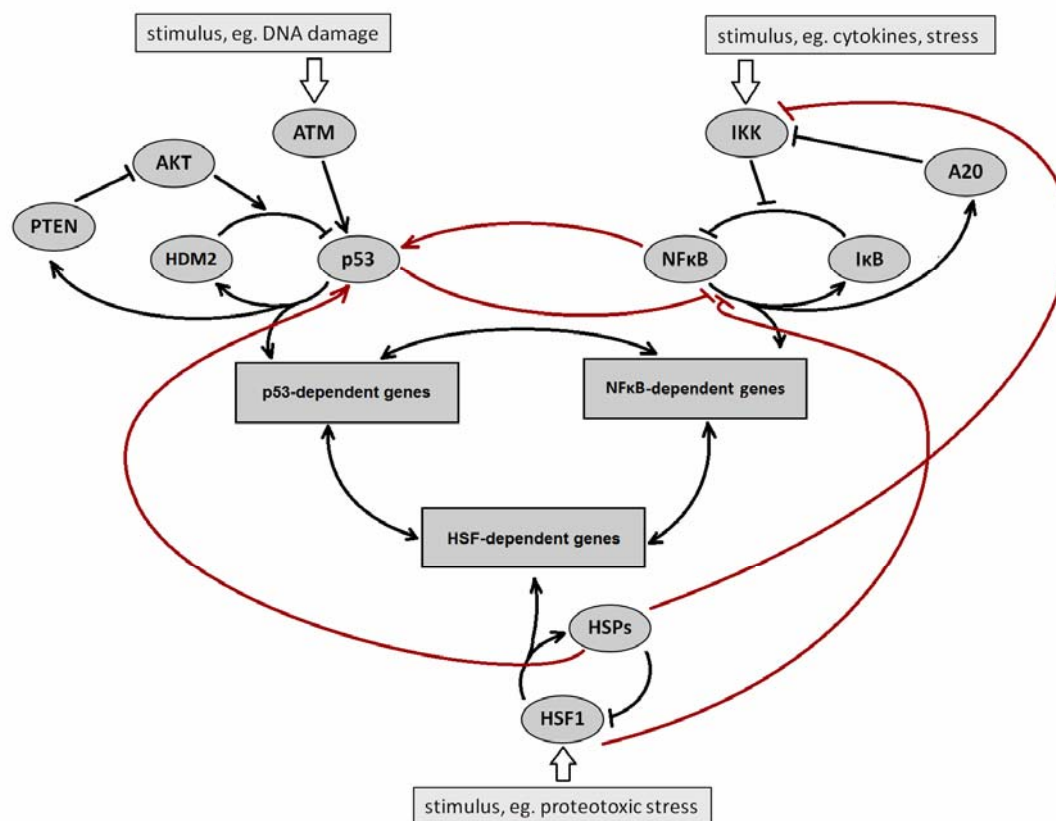 stimulus, eg. DNA damage
stimulus, eg. cytokines, stress
ATM
IKK
AKT
A20
PTEN
HDM2
p53
NFκB
IκB
p53-dependent genes
NFκB-dependent genes
HSF-dependent genes
HSPs
HSF1
stimulus, eg. proteotoxic stress